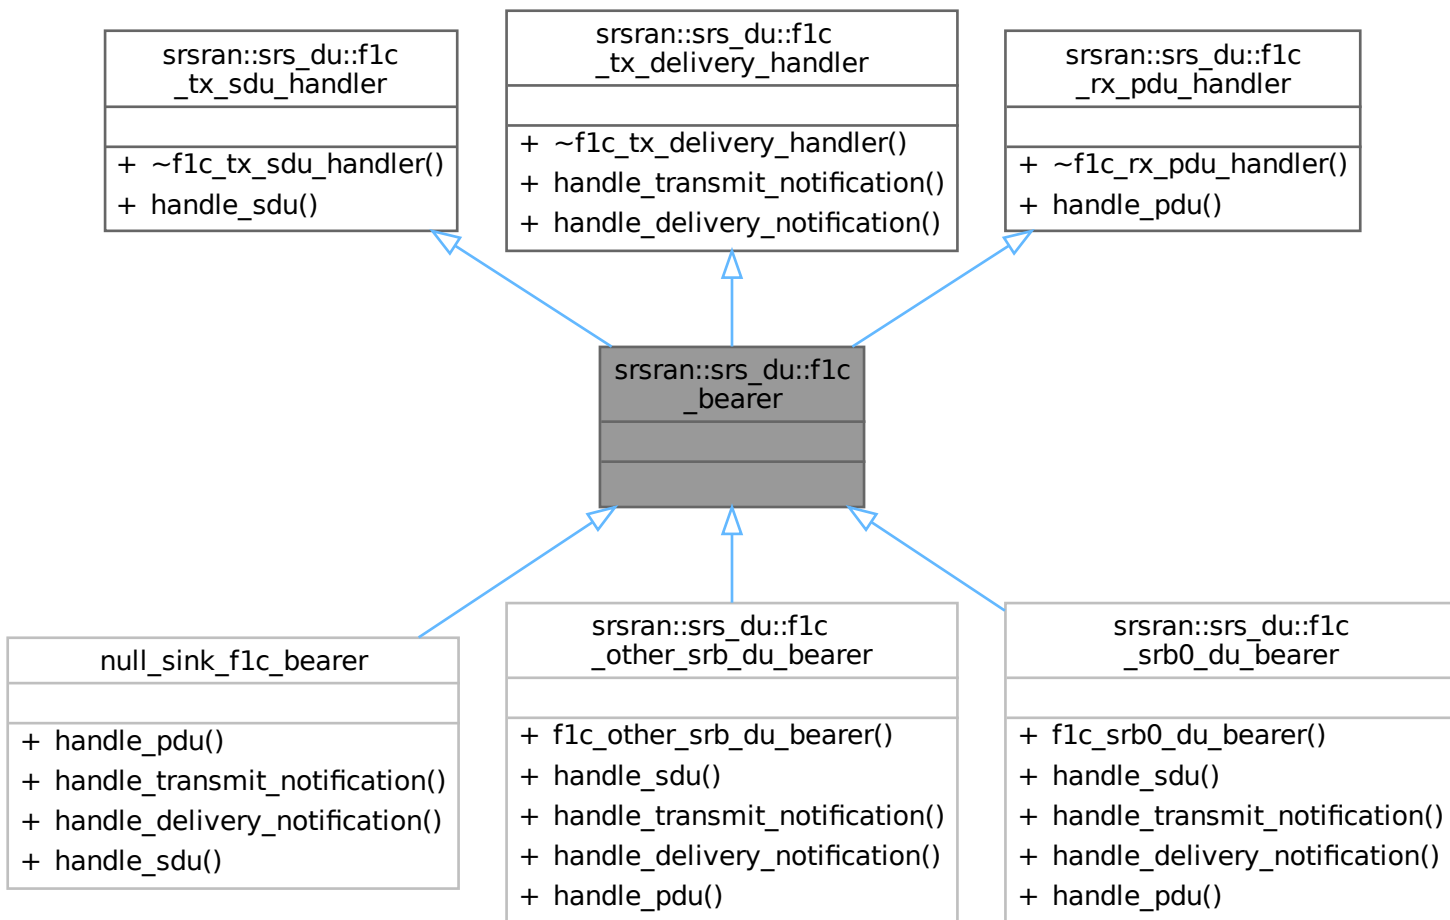 srsran::srs_du::f1c
_tx_sdu_handler
+ ~f1c_tx_sdu_handler()
+ handle_sdu()
srsran::srs_du::f1c
_tx_delivery_handler
+ ~f1c_tx_delivery_handler()
+ handle_transmit_notification()
+ handle_delivery_notification()
srsran::srs_du::f1c
_rx_pdu_handler
+ ~f1c_rx_pdu_handler()
+ handle_pdu()
srsran::srs_du::f1c
_bearer
null_sink_f1c_bearer
+ handle_pdu()
+ handle_transmit_notification()
+ handle_delivery_notification()
+ handle_sdu()
srsran::srs_du::f1c
_other_srb_du_bearer
+ f1c_other_srb_du_bearer()
+ handle_sdu()
+ handle_transmit_notification()
+ handle_delivery_notification()
+ handle_pdu()
srsran::srs_du::f1c
_srb0_du_bearer
+ f1c_srb0_du_bearer()
+ handle_sdu()
+ handle_transmit_notification()
+ handle_delivery_notification()
+ handle_pdu()